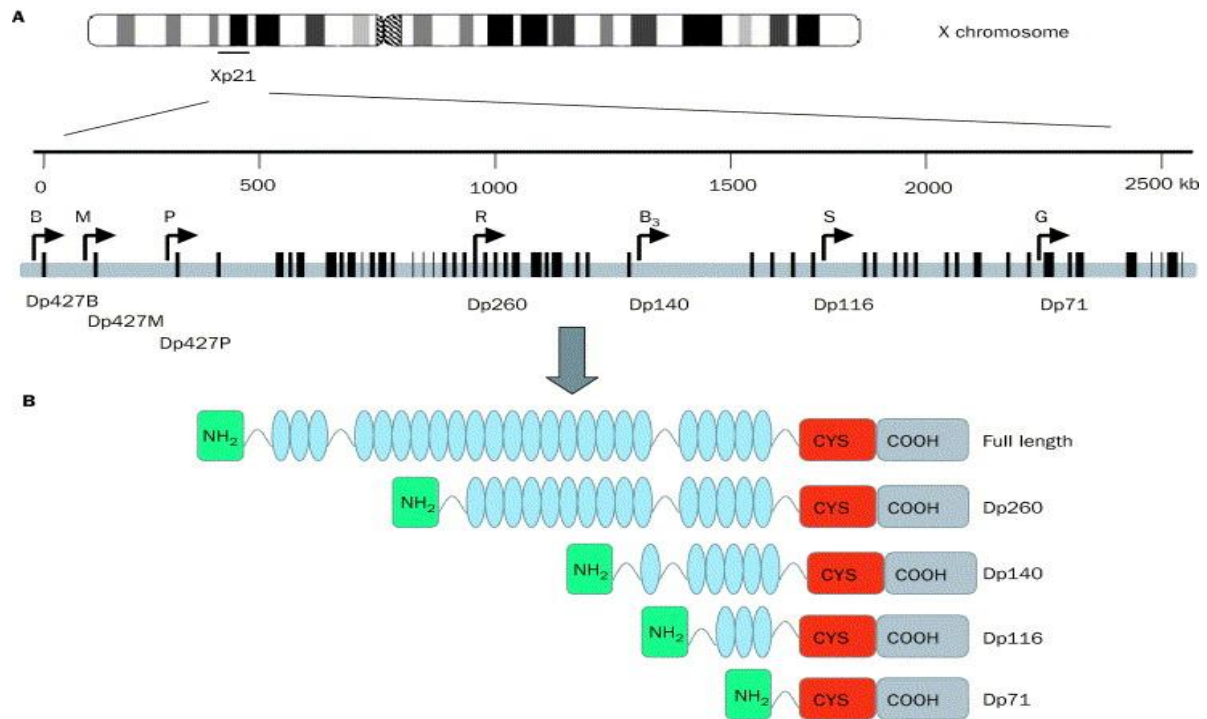 A
X chromosome
Xp21
0 500 1000 1500 2000 2500 kb
B M P R B₃ S G
Dp427B Dp260 Dp140 Dp116 Dp71
Dp427M
Dp427P
B
NH₂ CYS COOH Full length
NH₂ CYS COOH Dp260
NH₂ CYS COOH Dp140
NH₂ CYS COOH Dp116
NH₂ CYS COOH Dp71